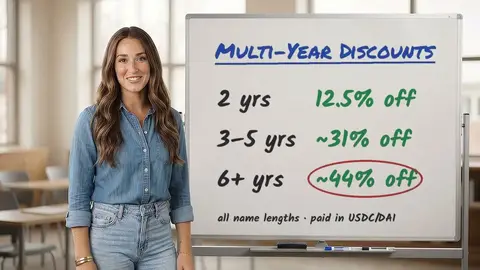 MULTI-YEAR DISCOUNTS
2 yrs 12.5% off
3-5 yrs ~31% off
6+ yrs ~44% off
all name lengths · paid in USDC/DAI